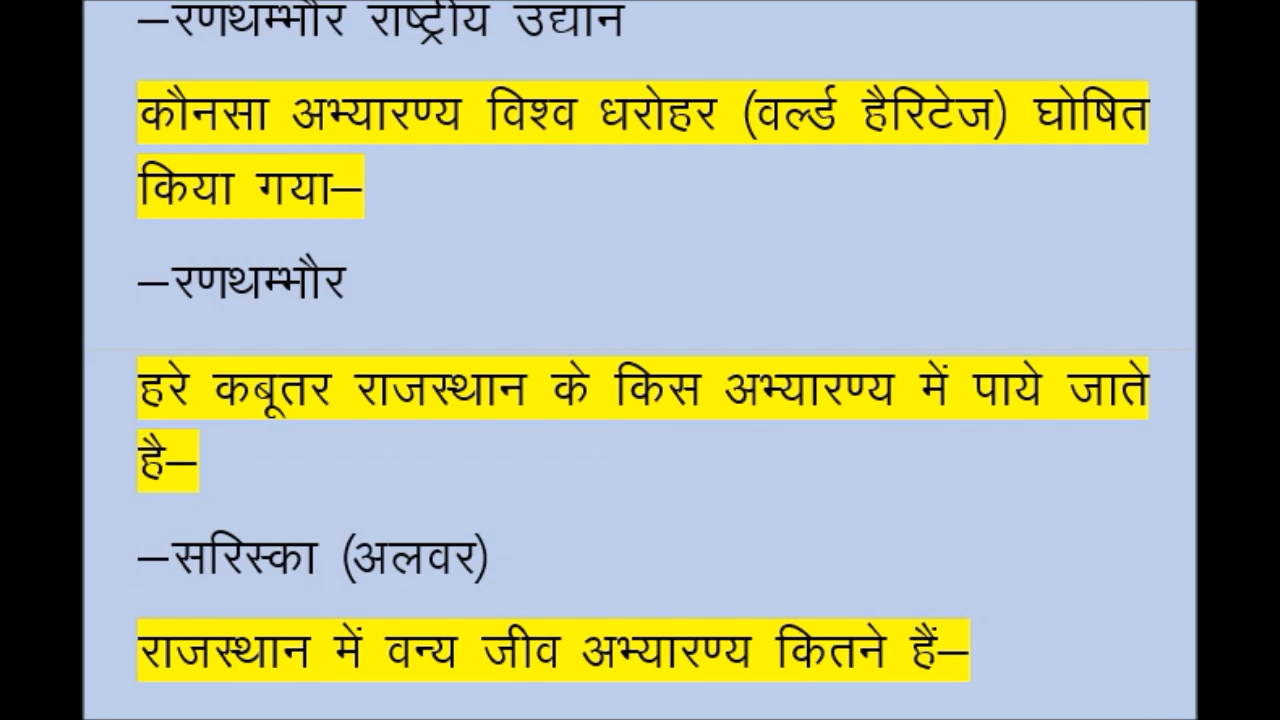 –रणथम्भौर राष्ट्रीय उद्यान
कौनसा अभ्यारण्य विश्व धरोहर (वर्ल्ड हैरिटेज) घोषित
किया गया–
–रणथम्भौर
हरे कबूतर राजस्थान के किस अभ्यारण्य में पाये जाते
है–
–सरिस्का (अलवर)
राजस्थान में वन्य जीव अभ्यारण्य कितने हैं–